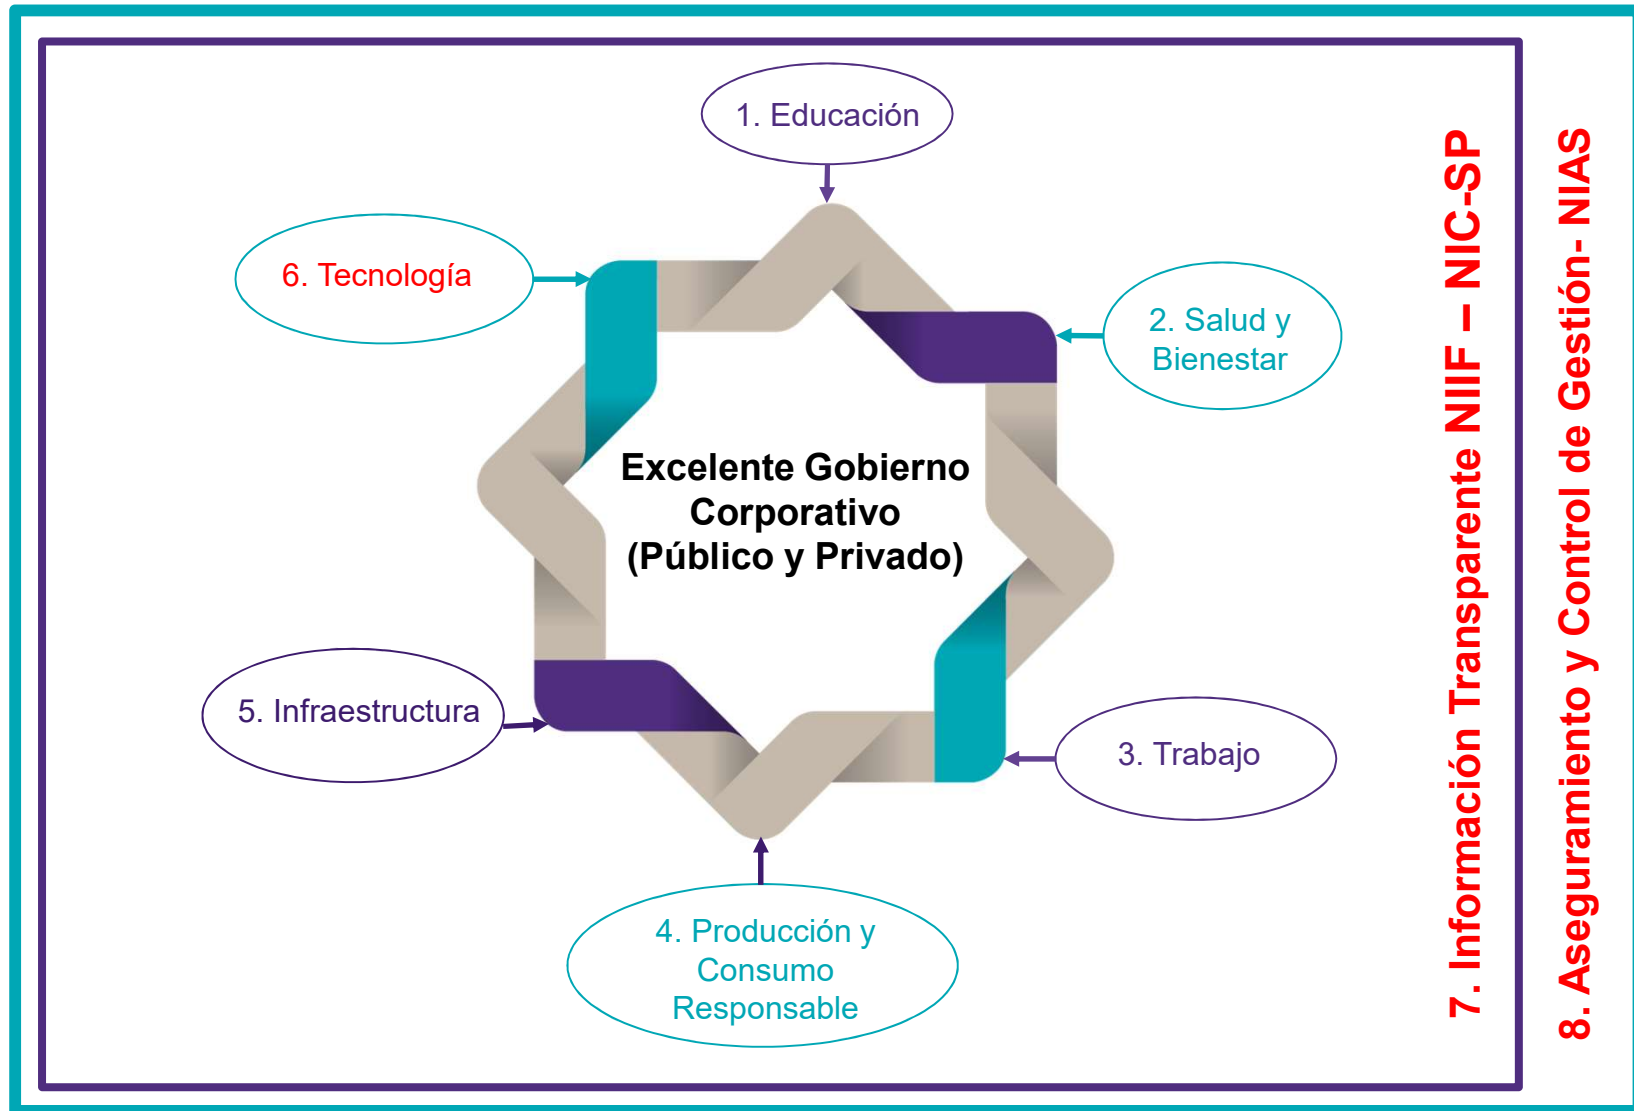 1. Educación
6. Tecnología
2. Salud y
Bienestar
Excelente Gobierno
Corporativo
(Público y Privado)
5. Infraestructura
3. Trabajo
4. Producción y
Consumo
Responsable
7. Información Transparente NIIF – NIC-SP
8. Aseguramiento y Control de Gestión- NIAS